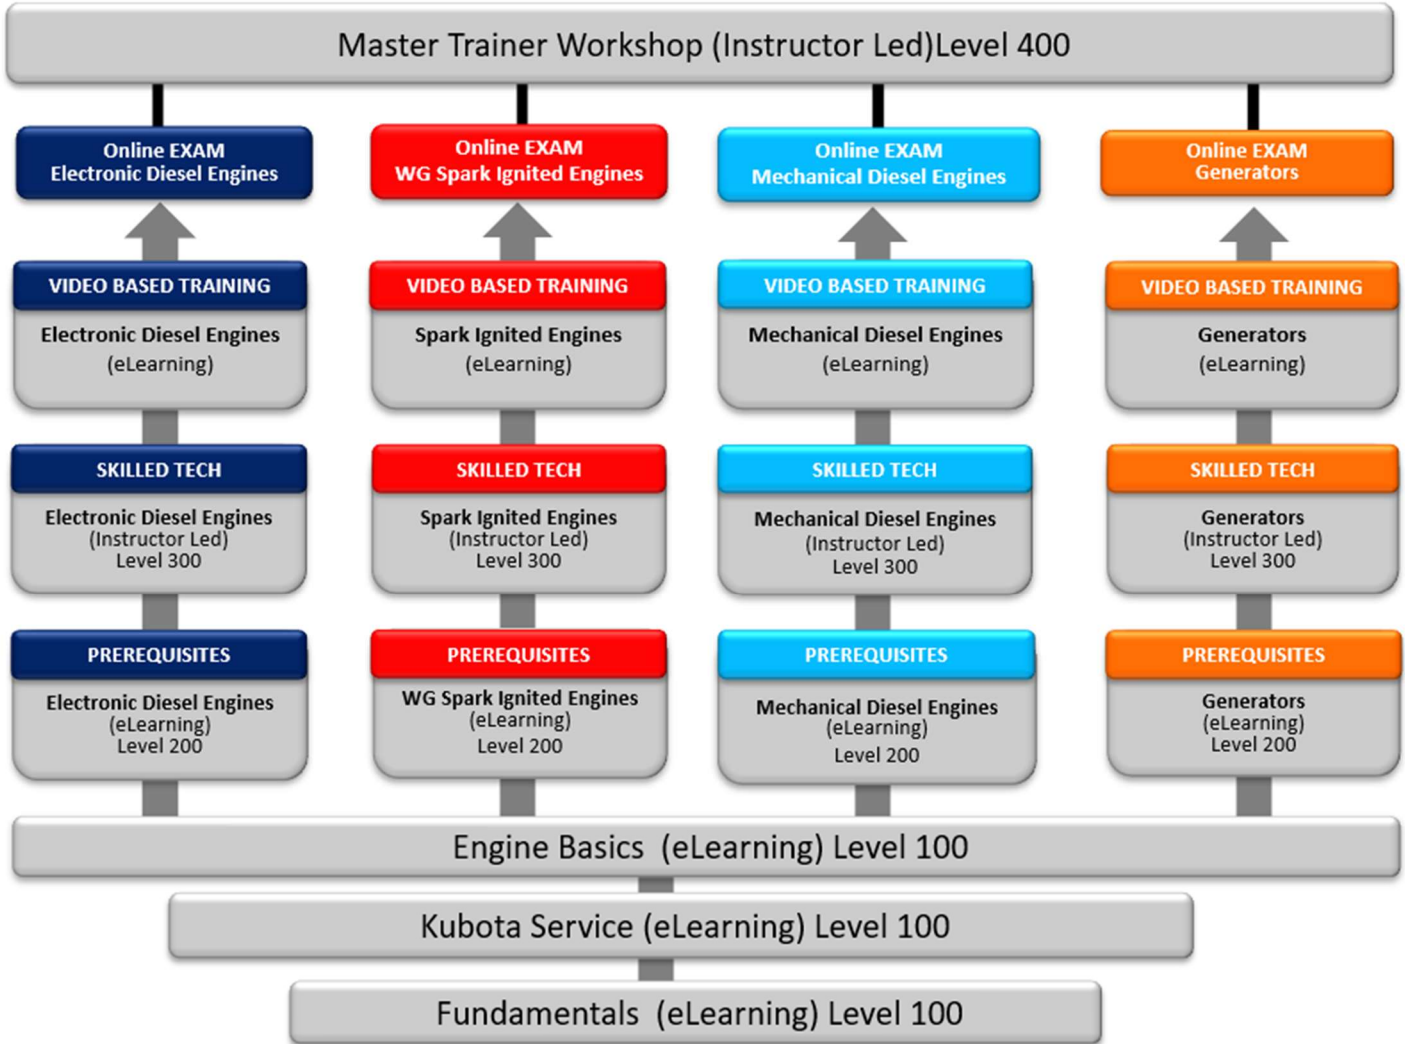 Master Trainer Workshop (Instructor Led)Level 400
Online EXAM
Electronic Diesel Engines
Online EXAM
WG Spark Ignited Engines
Online EXAM
Mechanical Diesel Engines
Online EXAM
Generators
VIDEO BASED TRAINING
Electronic Diesel Engines
(eLearning)
VIDEO BASED TRAINING
Spark Ignited Engines
(eLearning)
VIDEO BASED TRAINING
Mechanical Diesel Engines
(eLearning)
VIDEO BASED TRAINING
Generators
(eLearning)
SKILLED TECH
Electronic Diesel Engines
(Instructor Led)
Level 300
SKILLED TECH
Spark Ignited Engines
(Instructor Led)
Level 300
SKILLED TECH
Mechanical Diesel Engines
(Instructor Led)
Level 300
SKILLED TECH
Generators
(Instructor Led)
Level 300
PREREQUISITES
Electronic Diesel Engines
(eLearning)
Level 200
PREREQUISITES
WG Spark Ignited Engines
(eLearning)
Level 200
PREREQUISITES
Mechanical Diesel Engines
(eLearning)
Level 200
PREREQUISITES
Generators
(eLearning)
Level 200
Engine Basics (eLearning) Level 100
Kubota Service (eLearning) Level 100
Fundamentals (eLearning) Level 100